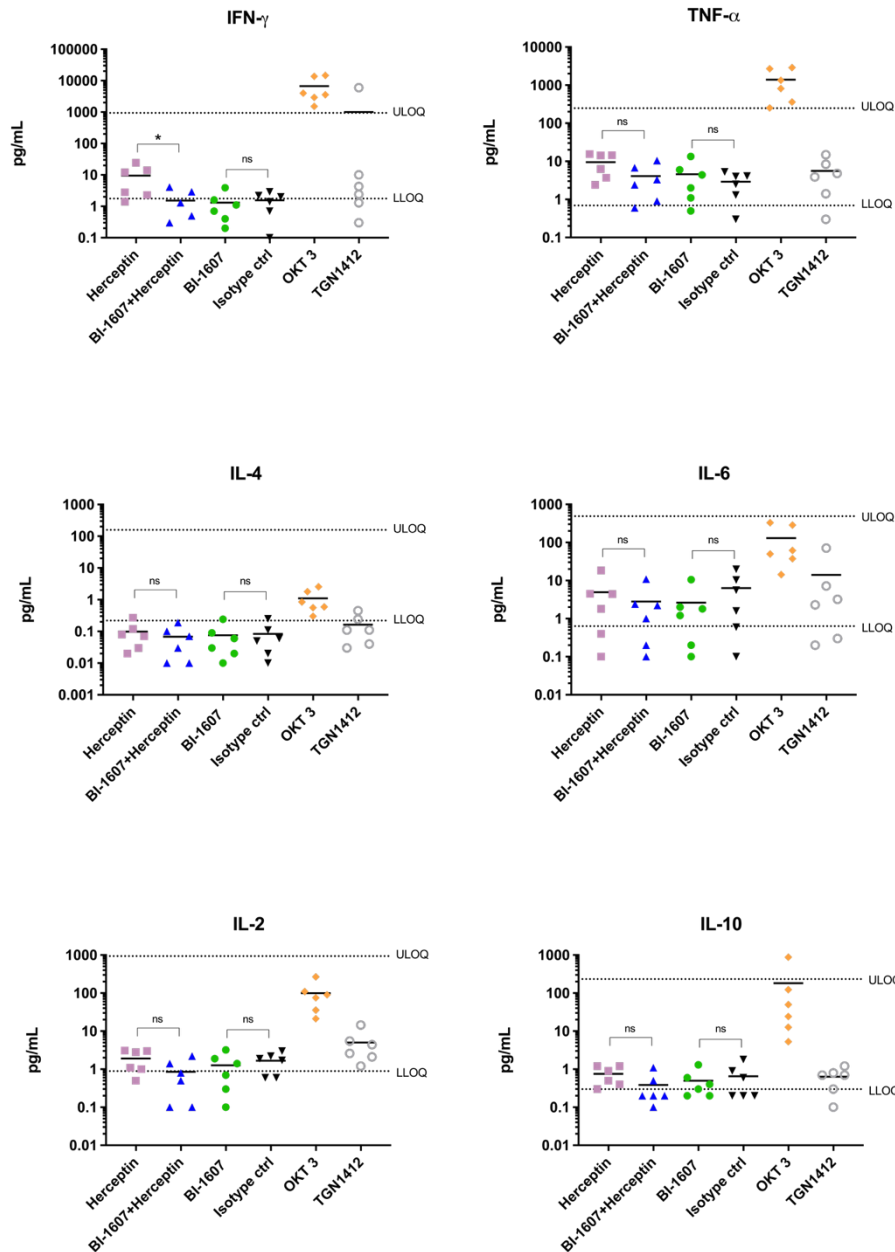 IFN-γ
100000
10000
1000
100
10
1
0.1
pg/mL
*
ns
ULOQ
LLOQ
Herceptin
BI-1607+Herceptin
BI-1607
Isotype ctrl
OKT 3
TGN1412
TNF-α
10000
1000
100
10
1
0.1
pg/mL
ns
ns
ULOQ
LLOQ
Herceptin
BI-1607+Herceptin
BI-1607
Isotype ctrl
OKT 3
TGN1412
IL-4
1000
100
10
1
0.1
0.01
0.001
pg/mL
ns
ns
ULOQ
LLOQ
Herceptin
BI-1607+Herceptin
BI-1607
Isotype ctrl
OKT 3
TGN1412
IL-6
1000
100
10
1
0.1
0.01
pg/mL
ns
ns
ULOQ
LLOQ
Herceptin
BI-1607+Herceptin
BI-1607
Isotype ctrl
OKT 3
TGN1412
IL-2
1000
100
10
1
0.1
0.01
pg/mL
ns
ns
ULOQ
LLOQ
Herceptin
BI-1607+Herceptin
BI-1607
Isotype ctrl
OKT 3
TGN1412
IL-10
1000
100
10
1
0.1
0.01
pg/mL
ns
ns
ULOQ
LLOQ
Herceptin
BI-1607+Herceptin
BI-1607
Isotype ctrl
OKT 3
TGN1412